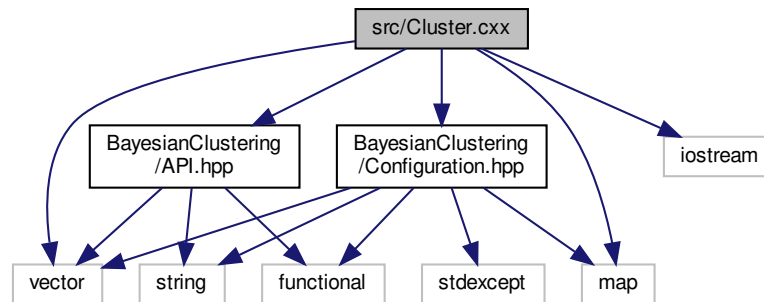 src/Cluster.cxx
BayesianClustering
/API.hpp
BayesianClustering
/Configuration.hpp
iostream
vector
string
functional
stdexcept
map